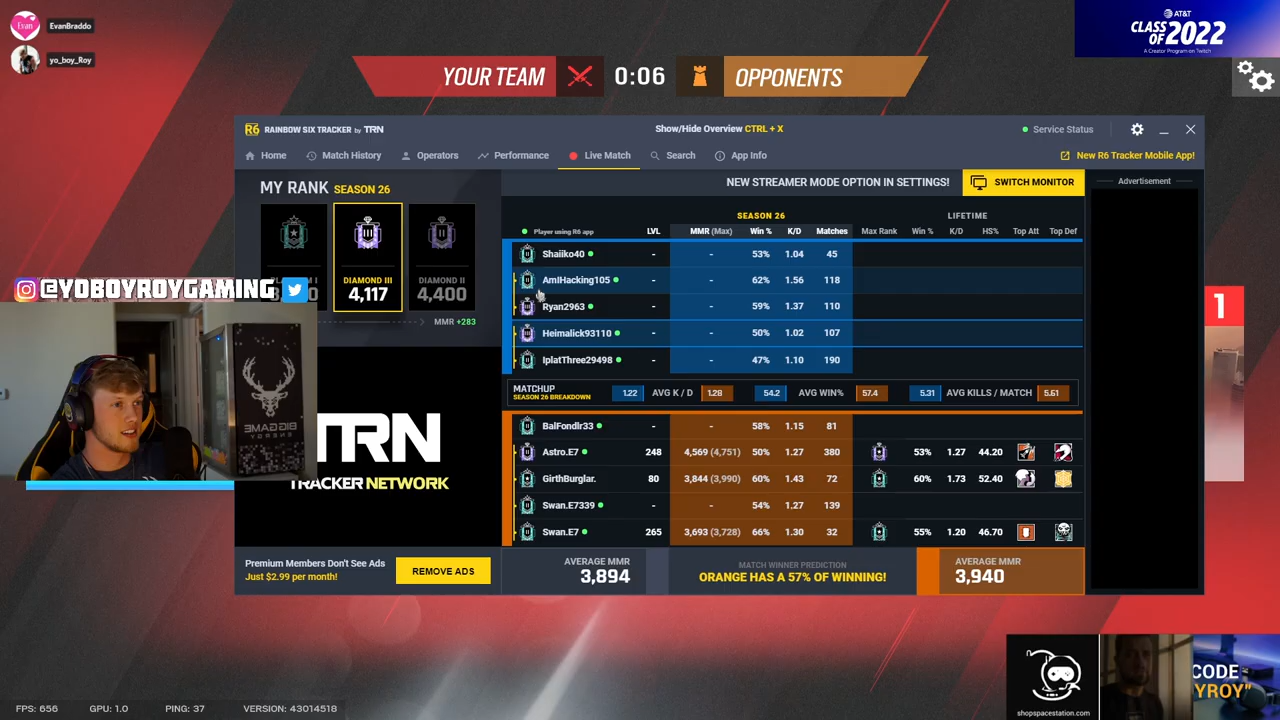 Evan
EvanBraddo
yo_boy_Roy
AT&T
CLASS
OF 2022
A Creator Program on Twitch
YOUR TEAM
0:06
OPPONENTS
R6 RAINBOW SIX TRACKER by TRN
Show/Hide Overview CTRL + X
Service Status
Home
Match History
Operators
Performance
Live Match
Search
App Info
New R6 Tracker Mobile App!
MY RANK SEASON 26
NEW STREAMER MODE OPTION IN SETTINGS!
SWITCH MONITOR
Advertisement
DIAMOND III
4,117
DIAMOND II
4,400
MMR +283
SEASON 26
LIFETIME
Player using R6 app LVL MMR (Max) Win % K/D Matches Max Rank Win % K/D HS% Top Att Top Def
Shaiiko40 - - 53% 1.04 45
AmIHacking105 - - 62% 1.56 118
Ryan2963 - - 59% 1.37 110
Heimalick93110 - - 50% 1.02 107
IplatThree29498 - - 47% 1.10 190
MATCHUP
SEASON 26 BREAKDOWN
1.22 AVG K / D 1.28 54.2 AVG WIN% 57.4 5.31 AVG KILLS / MATCH 5.61
BalFondlr33 - - 58% 1.15 81
Astro.E7 248 4,569 (4,751) 50% 1.27 380 53% 1.27 44.20
GirthBurglar. 80 3,844 (3,990) 60% 1.43 72 60% 1.73 52.40
Swan.E7339 - - 54% 1.27 139
Swan.E7 265 3,693 (3,728) 66% 1.30 32 55% 1.20 46.70
AVERAGE MMR
3,894
MATCH WINNER PREDICTION
ORANGE HAS A 57% OF WINNING!
AVERAGE MMR
3,940
@YOBOYROYGAMING
1
BIG GAME
ENERGY
TRN
TRACKER NETWORK
Premium Members Don't See Ads
Just $2.99 per month!
REMOVE ADS
shopspacestation.com
CODE
YROY"
FPS: 656
GPU: 1.0
PING: 37
VERSION: 43014518